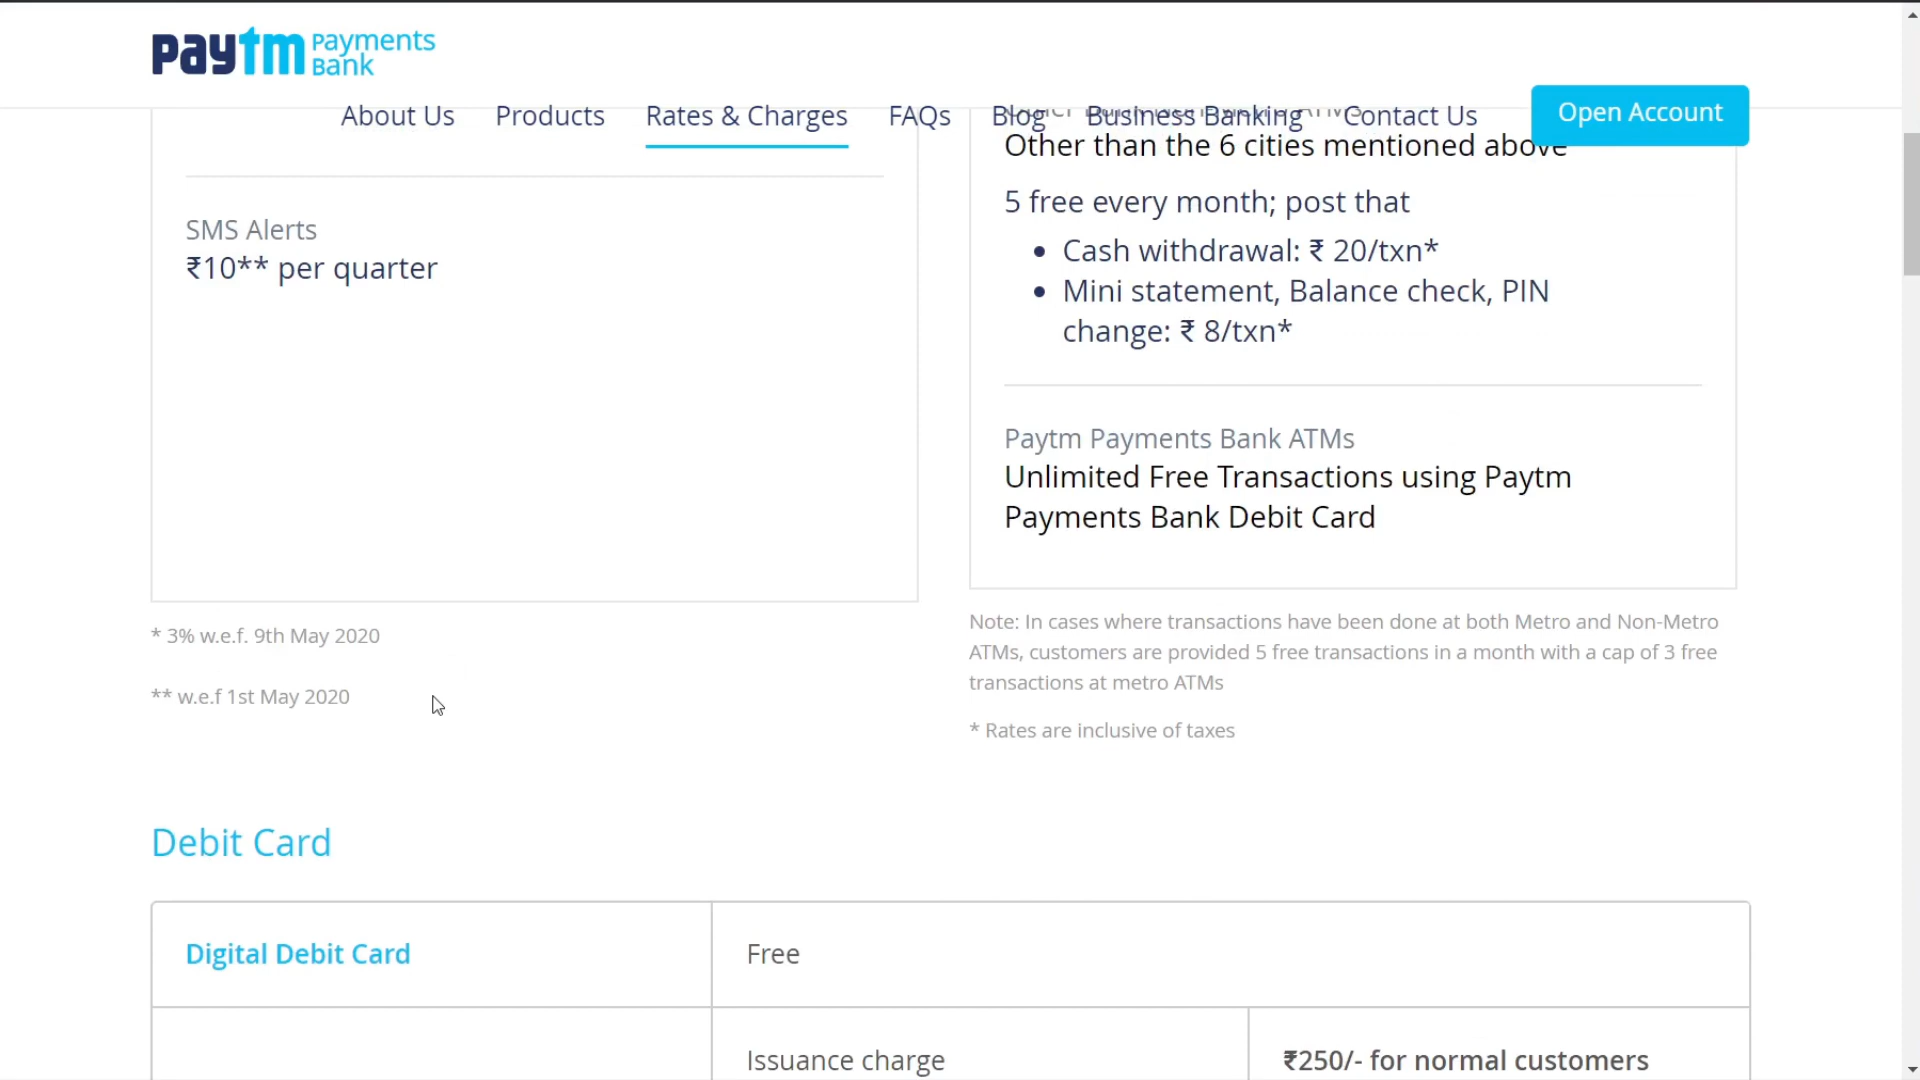 paytm Payments Bank
About Us Products Rates & Charges FAQs Blog Business Banking Contact Us Open Account
SMS Alerts
₹10** per quarter
* 3% w.e.f. 9th May 2020
** w.e.f 1st May 2020
Other than the 6 cities mentioned above
5 free every month; post that
• Cash withdrawal: ₹ 20/txn*
• Mini statement, Balance check, PIN
change: ₹ 8/txn*
Paytm Payments Bank ATMs
Unlimited Free Transactions using Paytm
Payments Bank Debit Card
Note: In cases where transactions have been done at both Metro and Non-Metro
ATMs, customers are provided 5 free transactions in a month with a cap of 3 free
transactions at metro ATMs
* Rates are inclusive of taxes
Debit Card
Digital Debit Card Free
Issuance charge ₹250/- for normal customers